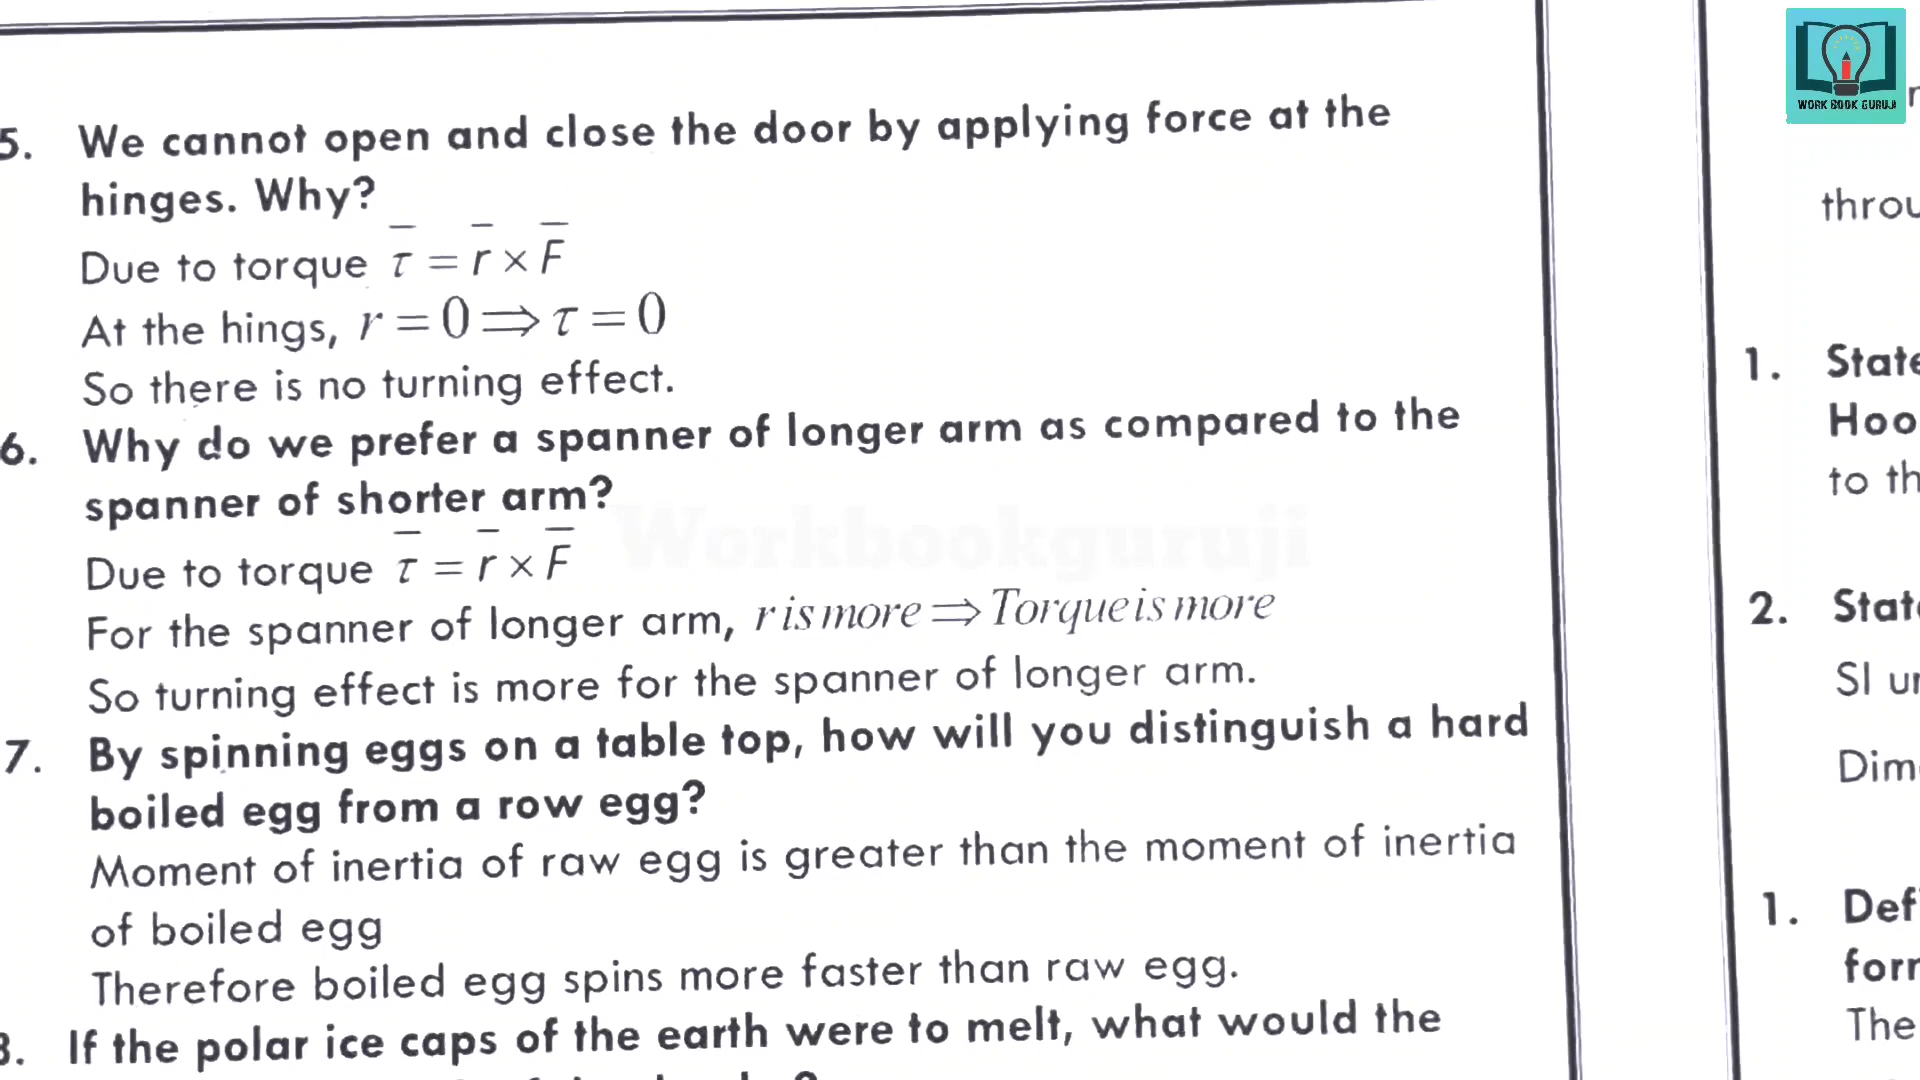 5. We cannot open and close the door by applying force at the
hinges. Why?
Due to torque τ̅ = r̅ × F̅
At the hings, r = 0 ⇒ τ = 0
So there is no turning effect.
6. Why do we prefer a spanner of longer arm as compared to the
spanner of shorter arm?
Due to torque τ̅ = r̅ × F̅
For the spanner of longer arm, r is more ⇒ Torque is more
So turning effect is more for the spanner of longer arm.
7. By spinning eggs on a table top, how will you distinguish a hard
boiled egg from a row egg?
Moment of inertia of raw egg is greater than the moment of inertia
of boiled egg
Therefore boiled egg spins more faster than raw egg.
If the polar ice caps of the earth were to melt, what would the
Workbookguruji
WORK BOOK GURUJI
throu
1. State
Hoo
to th
2. State
SI un
Dim
1. Def
forr
The